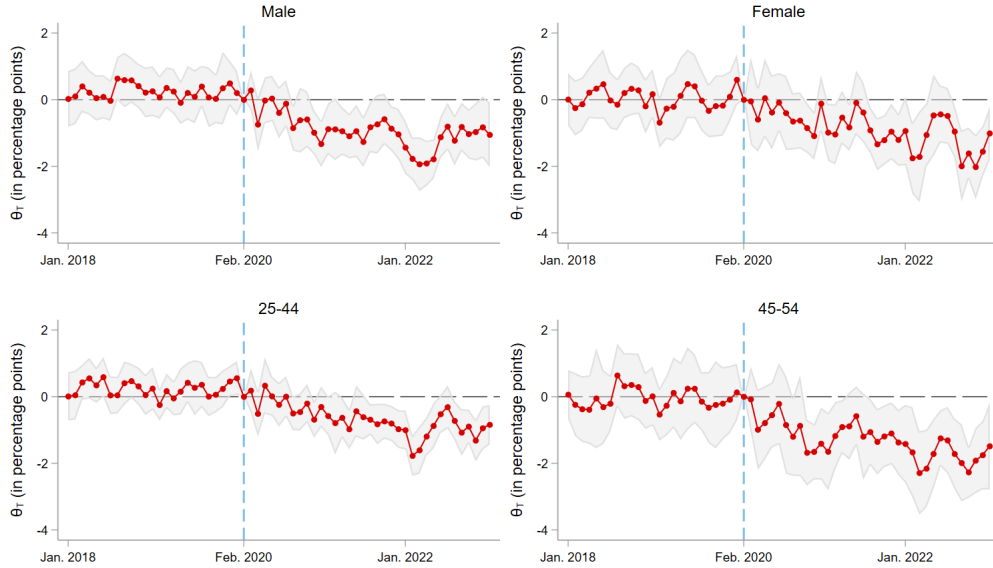 Male
θT (in percentage points)
2
0
-2
-4
Jan. 2018
Feb. 2020
Jan. 2022
Female
θT (in percentage points)
2
0
-2
-4
Jan. 2018
Feb. 2020
Jan. 2022
25-44
θT (in percentage points)
2
0
-2
-4
Jan. 2018
Feb. 2020
Jan. 2022
45-54
θT (in percentage points)
2
0
-2
-4
Jan. 2018
Feb. 2020
Jan. 2022